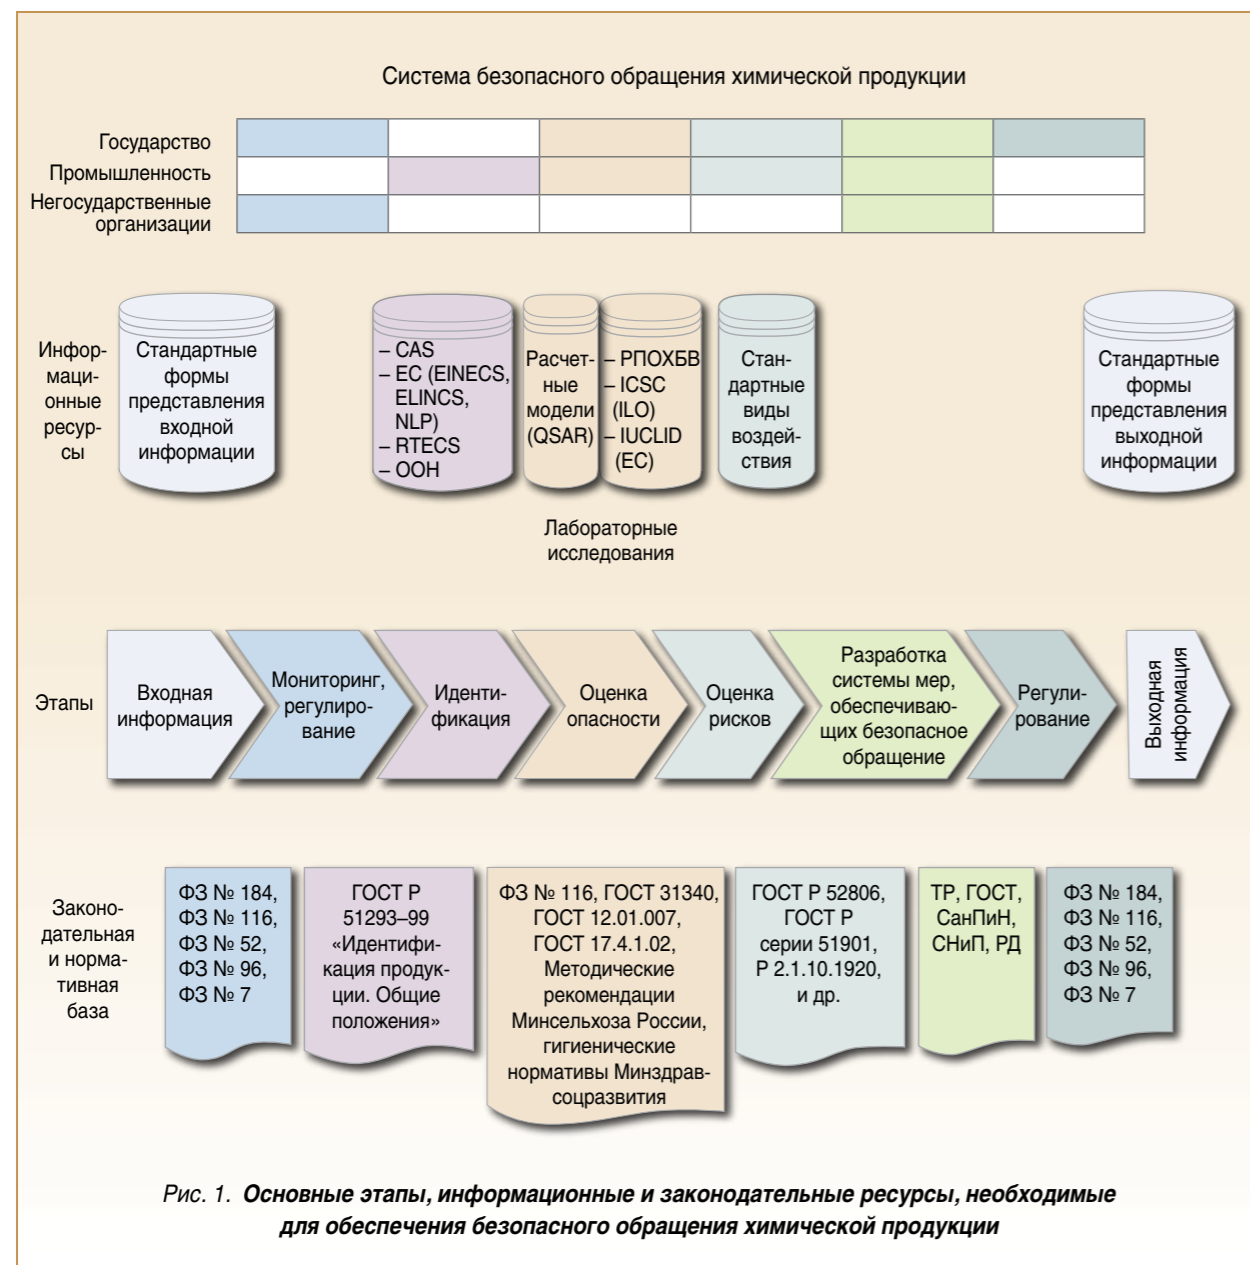 Система безопасного обращения химической продукции
Государство
Промышленность
Негосударственные
организации
Инфор-
маци-
онные
ресур-
сы
Стандартные
формы
представления
входной
информации
– CAS
– ЕС (EINECS,
ELINCS,
NLP)
– RTECS
– ООН
Расчет-
ные
модели
(QSAR)
– РПОХБВ
– ICSC
(ILO)
– IUCLID
(EC)
Стан-
дартные
виды
воздей-
ствия
Стандартные
формы
представления
выходной
информации
Лабораторные
исследования
Этапы
Входная
информация
Мониторинг,
регулиро-
вание
Иденти-
фикация
Оценка
опасности
Оценка
рисков
Разработка
системы мер,
обеспечиваю-
щих безопасное
обращение
Регули-
рование
Выходная
информация
Законо-
дательная
и норма-
тивная
база
ФЗ № 184,
ФЗ № 116,
ФЗ № 52,
ФЗ № 96,
ФЗ № 7
ГОСТ Р
51293–99
«Идентифи-
кация продук-
ции. Общие
положения»
ФЗ № 116, ГОСТ 31340,
ГОСТ 12.01.007,
ГОСТ 17.4.1.02,
Методические
рекомендации
Минсельхоза России,
гигиенические
нормативы Минздрав-
соцразвития
ГОСТ Р 52806,
ГОСТ Р
серии 51901,
Р 2.1.10.1920,
и др.
ТР, ГОСТ,
СанПиН,
СНиП, РД
ФЗ № 184,
ФЗ № 116,
ФЗ № 52,
ФЗ № 96,
ФЗ № 7
Рис. 1. Основные этапы, информационные и законодательные ресурсы, необходимые
для обеспечения безопасного обращения химической продукции